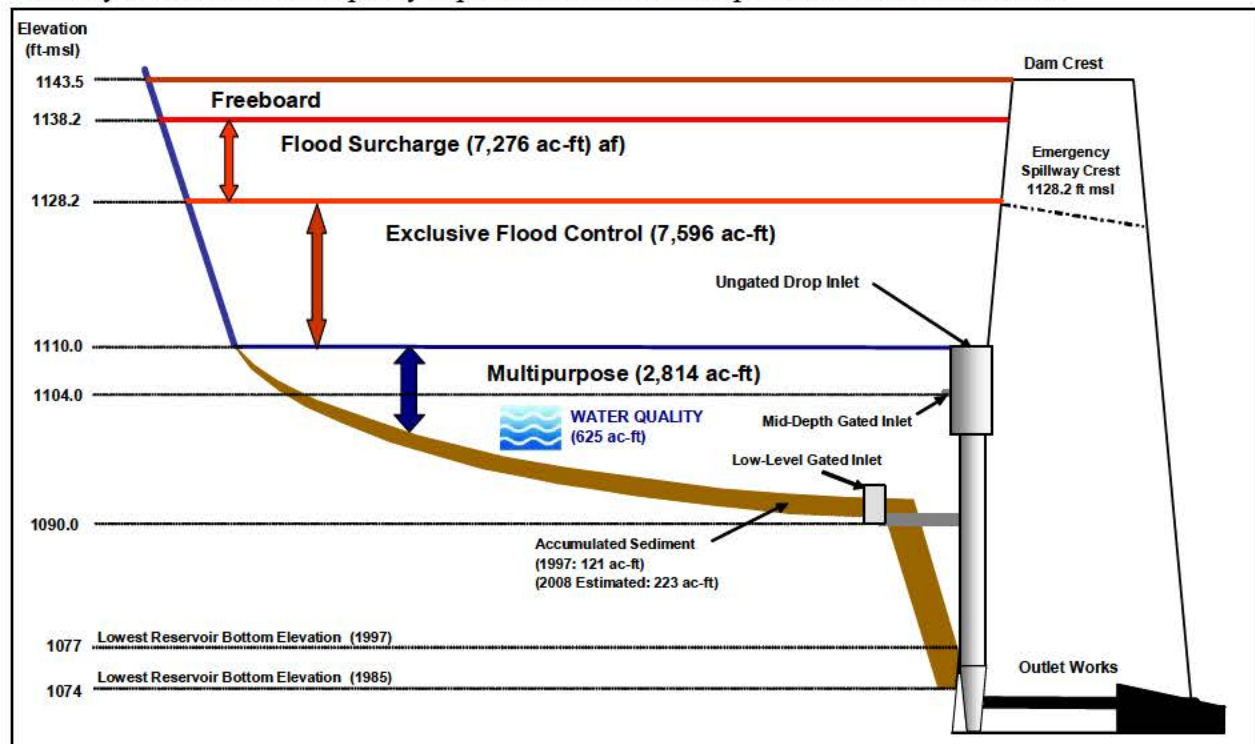 Elevation
(ft-msl)
1143.5
Dam Crest
Freeboard
1138.2
Flood Surcharge (7,276 ac-ft) af)
Emergency
Spillway Crest
1128.2 ft msl
1128.2
Exclusive Flood Control (7,596 ac-ft)
Ungated Drop Inlet
1110.0
Multipurpose (2,814 ac-ft)
1104.0
WATER QUALITY
(625 ac-ft)
Mid-Depth Gated Inlet
Low-Level Gated Inlet
1090.0
Accumulated Sediment
(1997: 121 ac-ft)
(2008 Estimated: 223 ac-ft)
Lowest Reservoir Bottom Elevation (1997)
1077
Lowest Reservoir Bottom Elevation (1985)
1074
Outlet Works